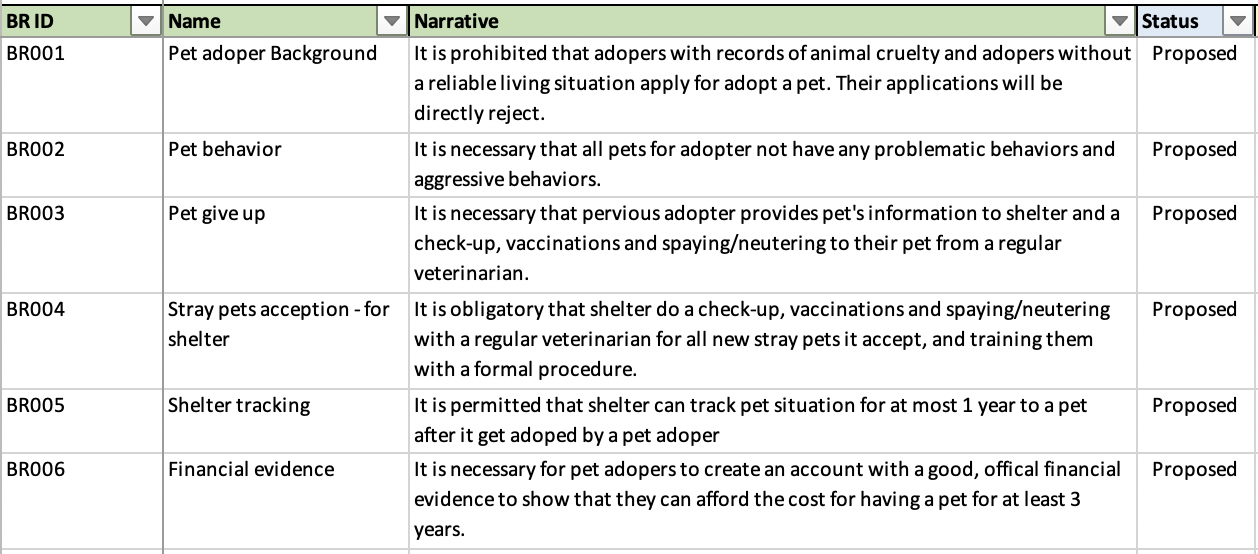 BR ID Name Narrative Status
BR001 Pet adoper Background It is prohibited that adopers with records of animal cruelty and adopers without Proposed
a reliable living situation apply for adopt a pet. Their applications will be
directly reject.
BR002 Pet behavior It is necessary that all pets for adopter not have any problematic behaviors and Proposed
aggressive behaviors.
BR003 Pet give up It is necessary that pervious adopter provides pet's information to shelter and a Proposed
check-up, vaccinations and spaying/neutering to their pet from a regular
veterinarian.
BR004 Stray pets acception - for It is obligatory that shelter do a check-up, vaccinations and spaying/neutering Proposed
shelter with a regular veterinarian for all new stray pets it accept, and training them
with a formal procedure.
BR005 Shelter tracking It is permitted that shelter can track pet situation for at most 1 year to a pet Proposed
after it get adoped by a pet adoper
BR006 Financial evidence It is necessary for pet adopers to create an account with a good, offical financial Proposed
evidence to show that they can afford the cost for having a pet for at least 3
years.